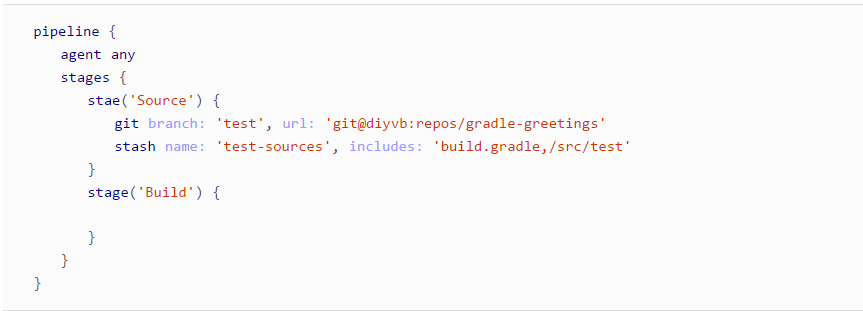 pipeline {
agent any
stages {
stae('Source') {
git branch: 'test', url: 'git@diyvb:repos/gradle-greetings'
stash name: 'test-sources', includes: 'build.gradle,/src/test'
}
stage('Build') {
}
}
}